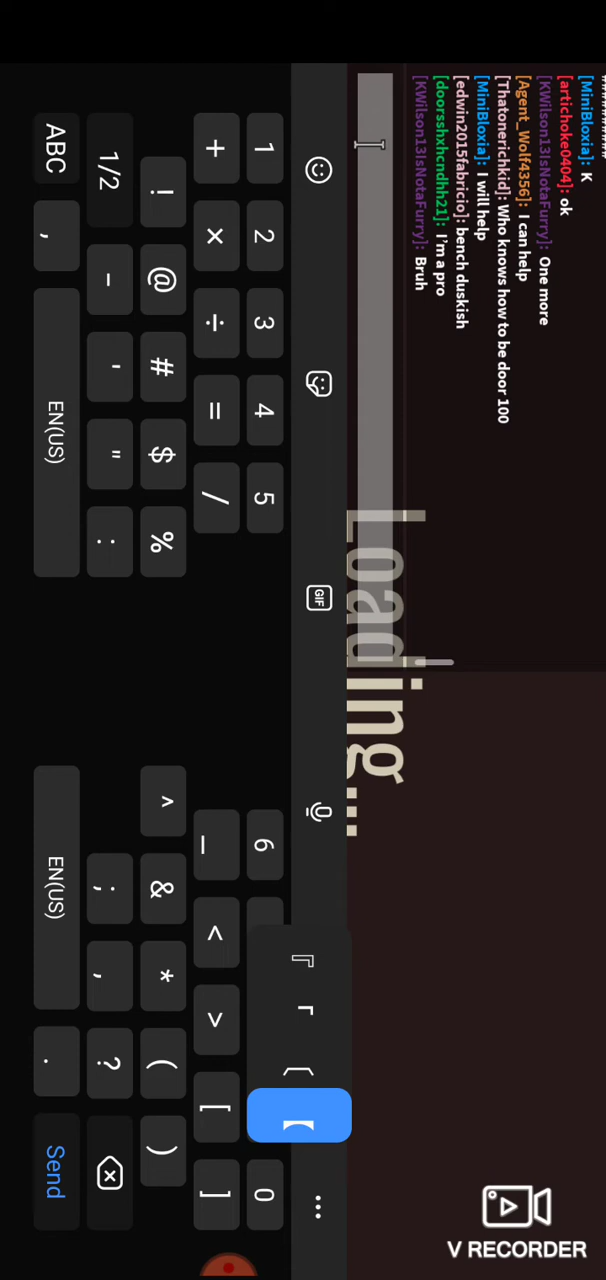 [MiniBloxia]: K
[artichoke0404]: ok
[KWilson13IsNotaFurry]: One more
[Agent_Wolf4356]: I can help
[Thatonerichkid]: Who knows how to be door 100
[MiniBloxia]: I will help
[edwin2015fabricio]: bench duskish
[doorsshxhcndhh21]: I'm a pro
[KWilson13IsNotaFurry]: Bruh
Loading...
GIF
『 「 【
1 2 3 4 5 6 0
+ × ÷ = / _ < > [ ]
! @ # $ % ^ & * ( )
1/2 - ' " : ; , ?
ABC , EN(US) EN(US) . Send
V RECORDER